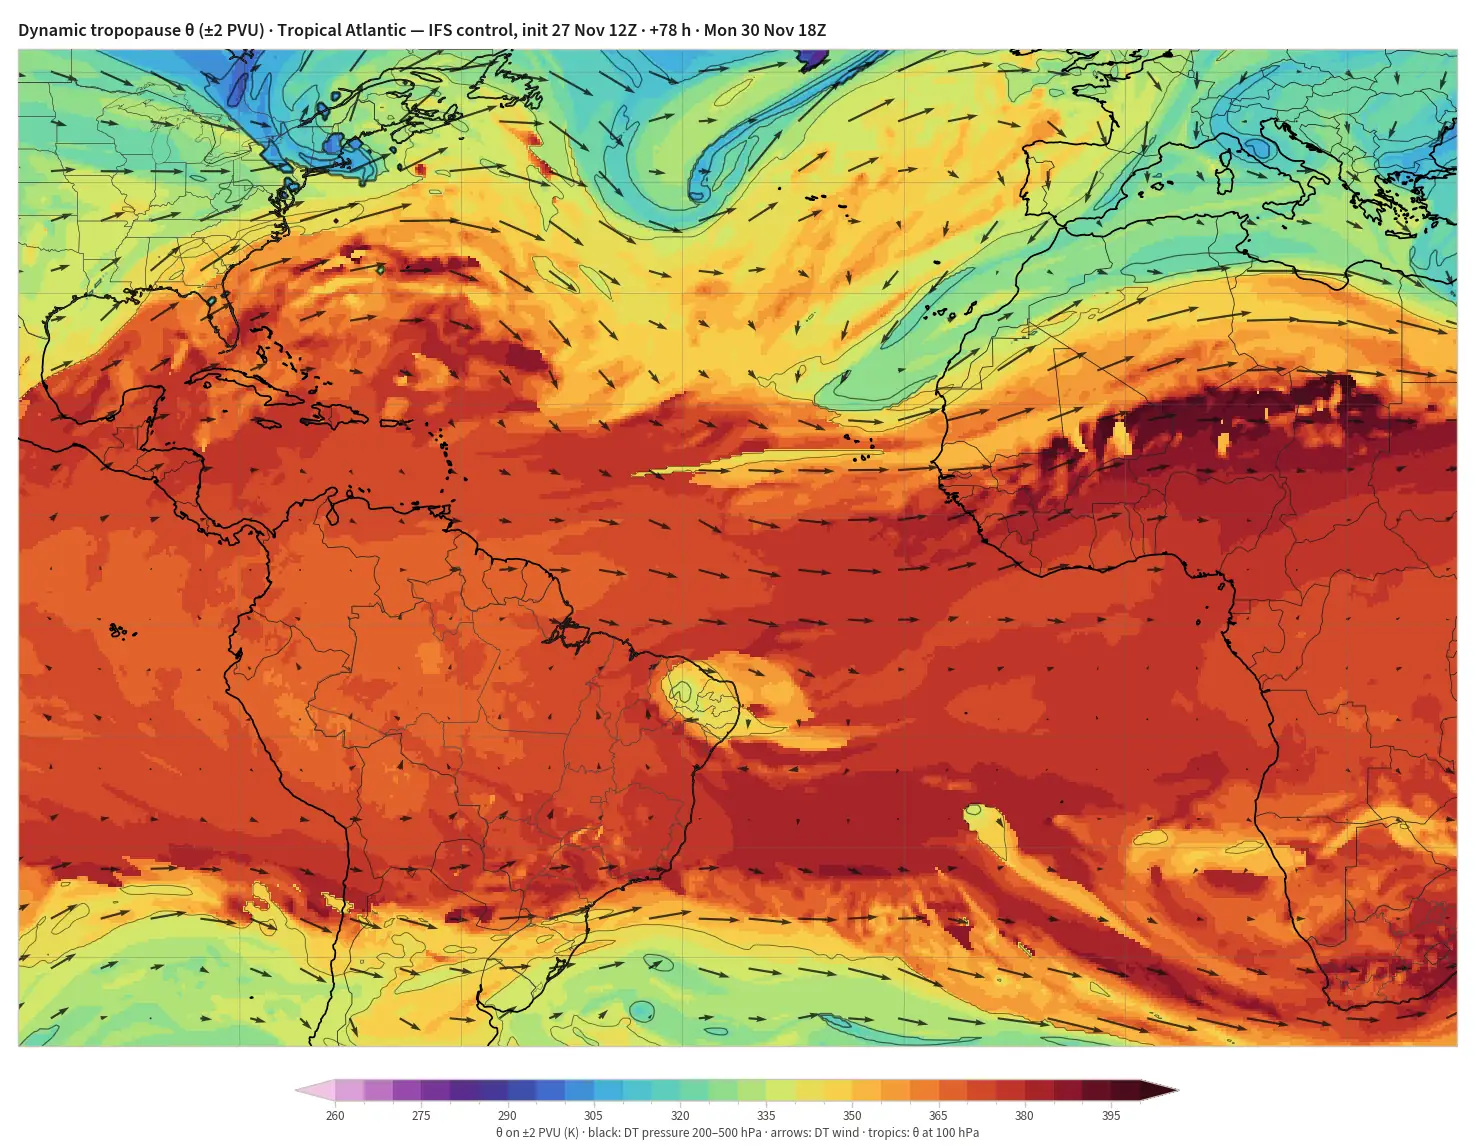 Dynamic tropopause θ (±2 PVU) · Tropical Atlantic — IFS control, init 27 Nov 12Z · +78 h · Mon 30 Nov 18Z
260 275 290 305 320 335 350 365 380 395
θ on ±2 PVU (K) · black: DT pressure 200–500 hPa · arrows: DT wind · tropics: θ at 100 hPa